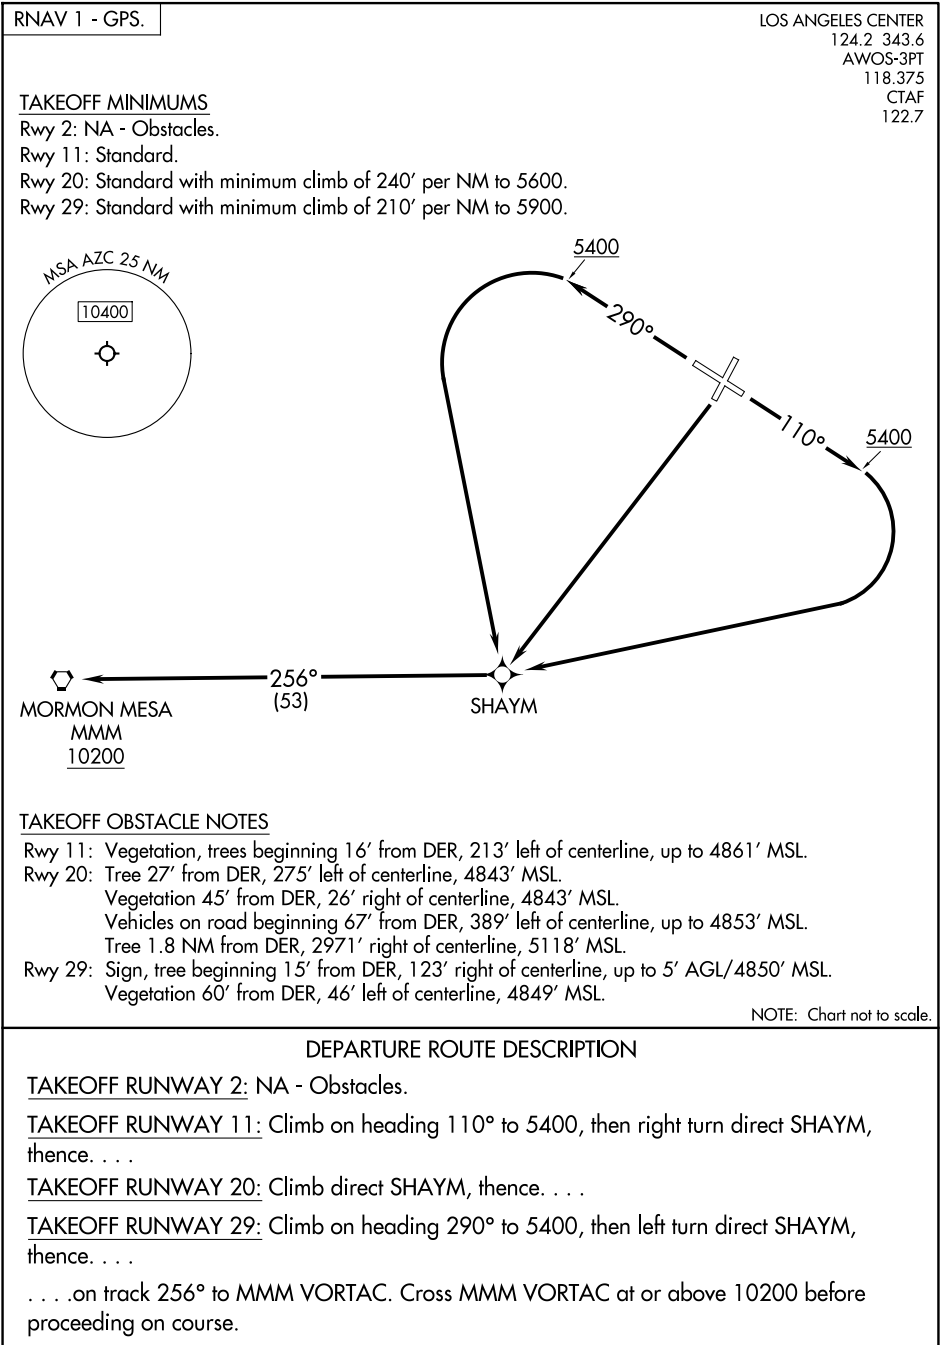 RNAV 1 - GPS.
LOS ANGELES CENTER
124.2 343.6
AWOS-3PT
118.375
CTAF
122.7
TAKEOFF MINIMUMS
Rwy 2: NA - Obstacles.
Rwy 11: Standard.
Rwy 20: Standard with minimum climb of 240' per NM to 5600.
Rwy 29: Standard with minimum climb of 210' per NM to 5900.
MSA AZC 25 NM
10400
5400
290°
110°
5400
256°
(53)
SHAYM
MORMON MESA
MMM
10200
TAKEOFF OBSTACLE NOTES
Rwy 11: Vegetation, trees beginning 16' from DER, 213' left of centerline, up to 4861' MSL.
Rwy 20: Tree 27' from DER, 275' left of centerline, 4843' MSL.
Vegetation 45' from DER, 26' right of centerline, 4843' MSL.
Vehicles on road beginning 67' from DER, 389' left of centerline, up to 4853' MSL.
Tree 1.8 NM from DER, 2971' right of centerline, 5118' MSL.
Rwy 29: Sign, tree beginning 15' from DER, 123' right of centerline, up to 5' AGL/4850' MSL.
Vegetation 60' from DER, 46' left of centerline, 4849' MSL.
NOTE: Chart not to scale.
DEPARTURE ROUTE DESCRIPTION
TAKEOFF RUNWAY 2: NA - Obstacles.
TAKEOFF RUNWAY 11: Climb on heading 110° to 5400, then right turn direct SHAYM,
thence. . . .
TAKEOFF RUNWAY 20: Climb direct SHAYM, thence. . . .
TAKEOFF RUNWAY 29: Climb on heading 290° to 5400, then left turn direct SHAYM,
thence. . . .
. . . .on track 256° to MMM VORTAC. Cross MMM VORTAC at or above 10200 before
proceeding on course.